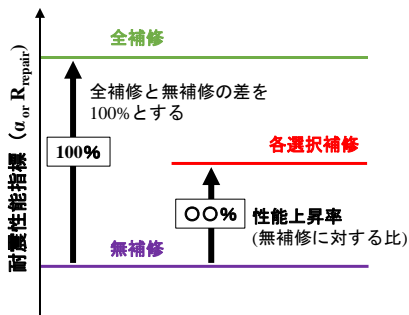 耐震性能指標（α or R_repair）
全補修
全補修と無補修の差を
100%とする
100%
各選択補修
〇〇%
性能上昇率
(無補修に対する比)
無補修